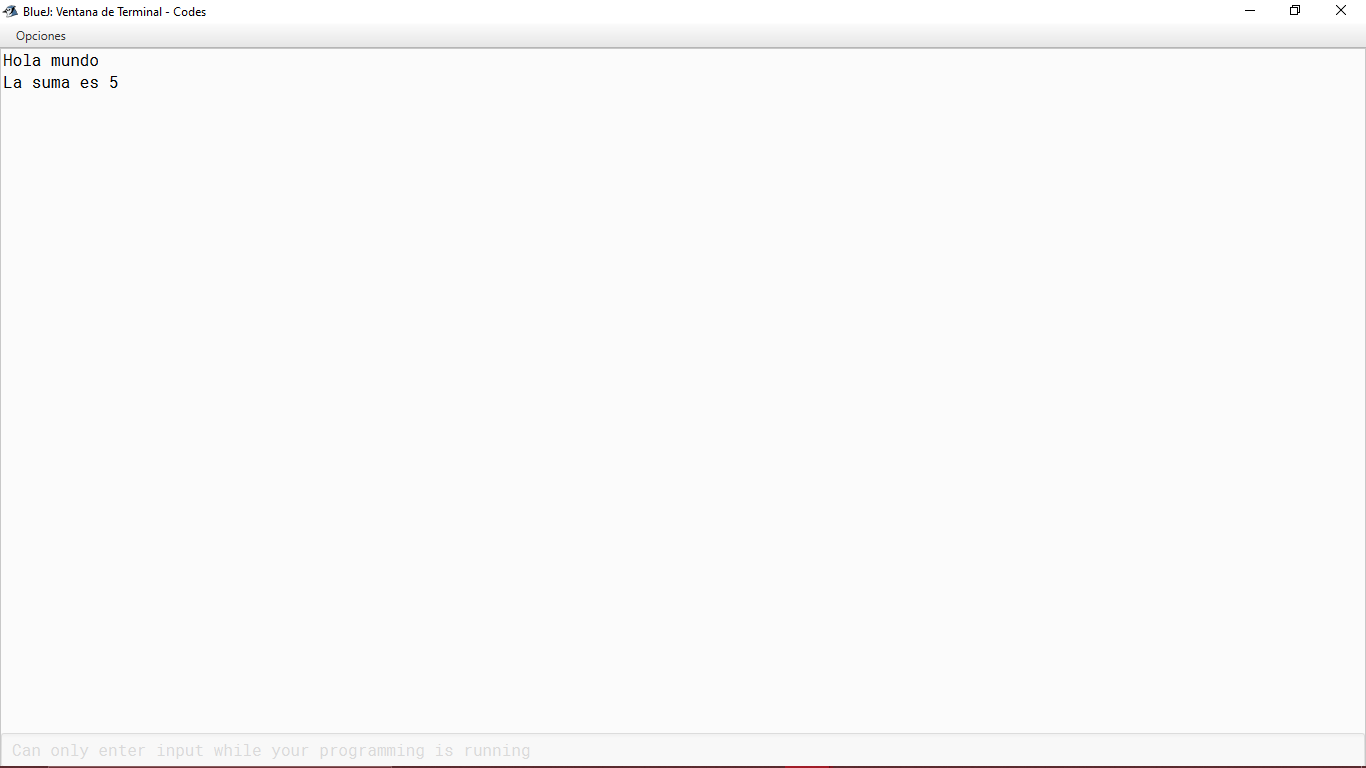 BlueJ: Ventana de Terminal - Codes
Opciones
Hola mundo
La suma es 5
Can only enter input while your programming is running